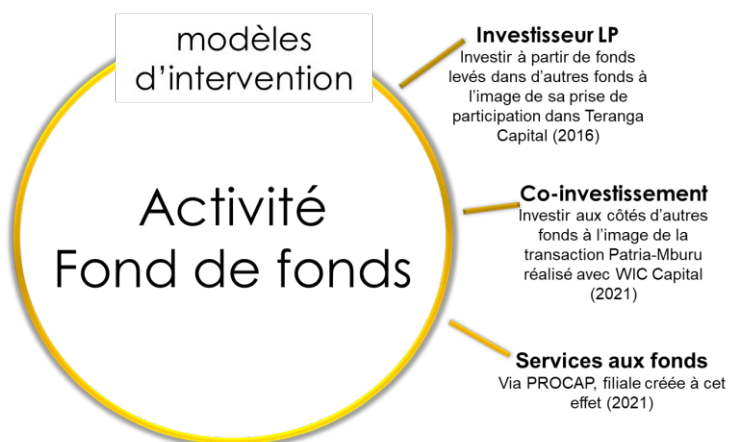 modèles
d'intervention
Activité
Fond de fonds
Investisseur LP
Investir à partir de fonds
levés dans d'autres fonds à
l'image de sa prise de
participation dans Teranga
Capital (2016)
Co-investissement
Investir aux côtés d'autres
fonds à l'image de la
transaction Patria-Mburu
réalisé avec WIC Capital
(2021)
Services aux fonds
Via PROCAP, filiale créée à cet
effet (2021)